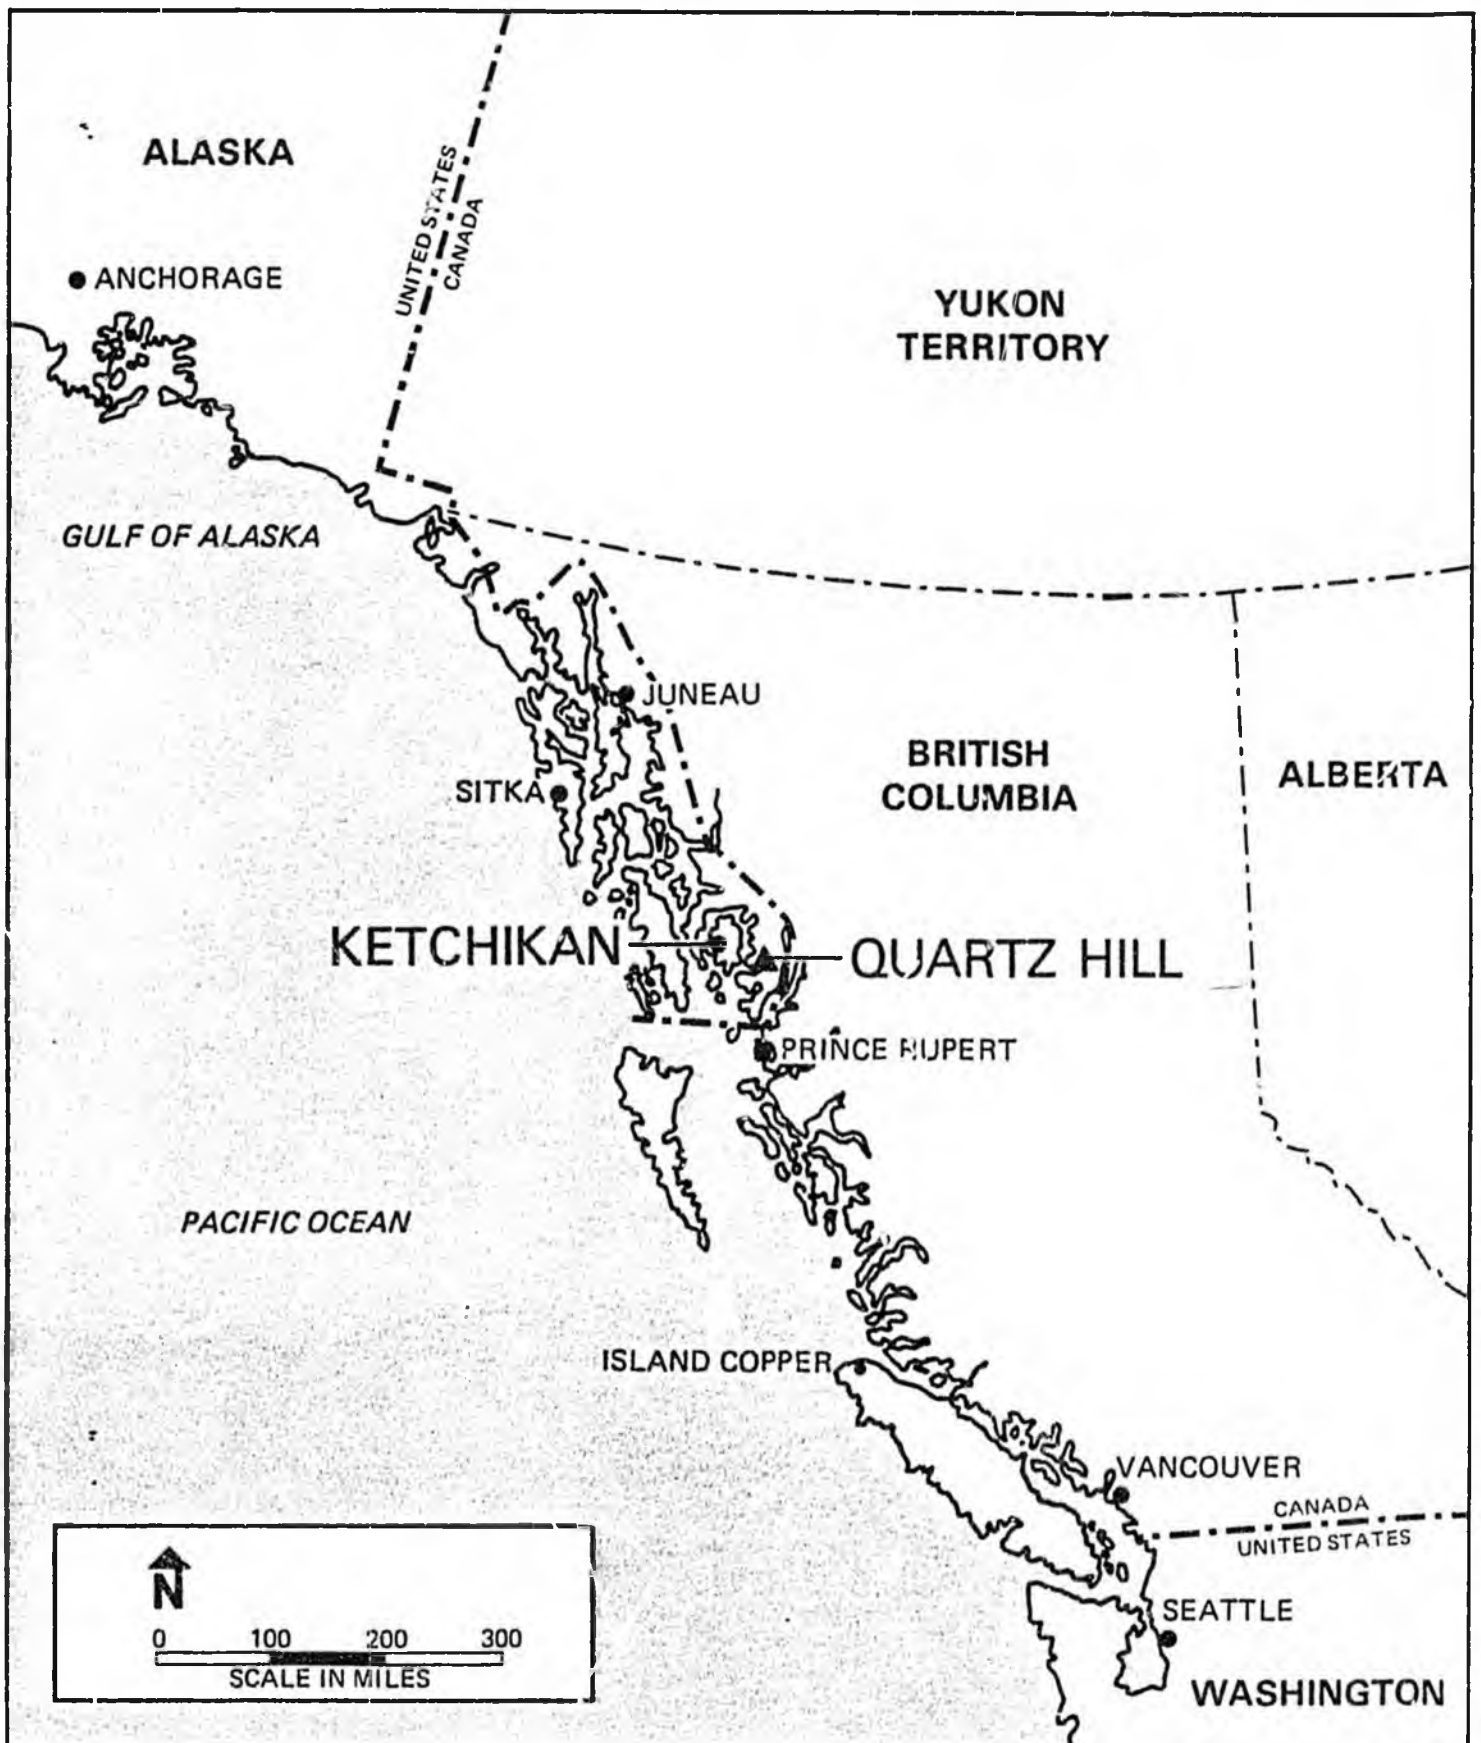 ALASKA
UNITED STATES
CANADA
ANCHORAGE
YUKON
TERRITORY
GULF OF ALASKA
JUNEAU
BRITISH
COLUMBIA
ALBERTA
SITKA
KETCHIKAN
QUARTZ HILL
PRINCE RUPERT
PACIFIC OCEAN
ISLAND COPPER
VANCOUVER
CANADA
UNITED STATES
SEATTLE
WASHINGTON
N
0 100 200 300
SCALE IN MILES